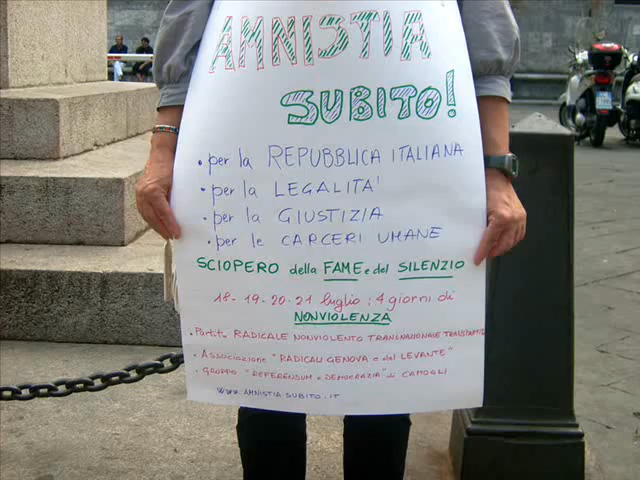 AMNISTIA
SUBITO!
• per la REPUBBLICA ITALIANA
• per la LEGALITA'
• per la GIUSTIZIA
• per le CARCERI UMANE
SCIOPERO della FAME e del SILENZIO
18-19-20-21 luglio : 4 giorni di
NONVIOLENZA
• Partito RADICALE NONVIOLENTO TRANSNAZIONALE
• Associazione "RADICALI GENOVA e del LEVANTE"
• GRUPPO "REFERENDUM e DEMOCRAZIA" di CAMOGLI
WWW.AMNISTIA-SUBITO.IT